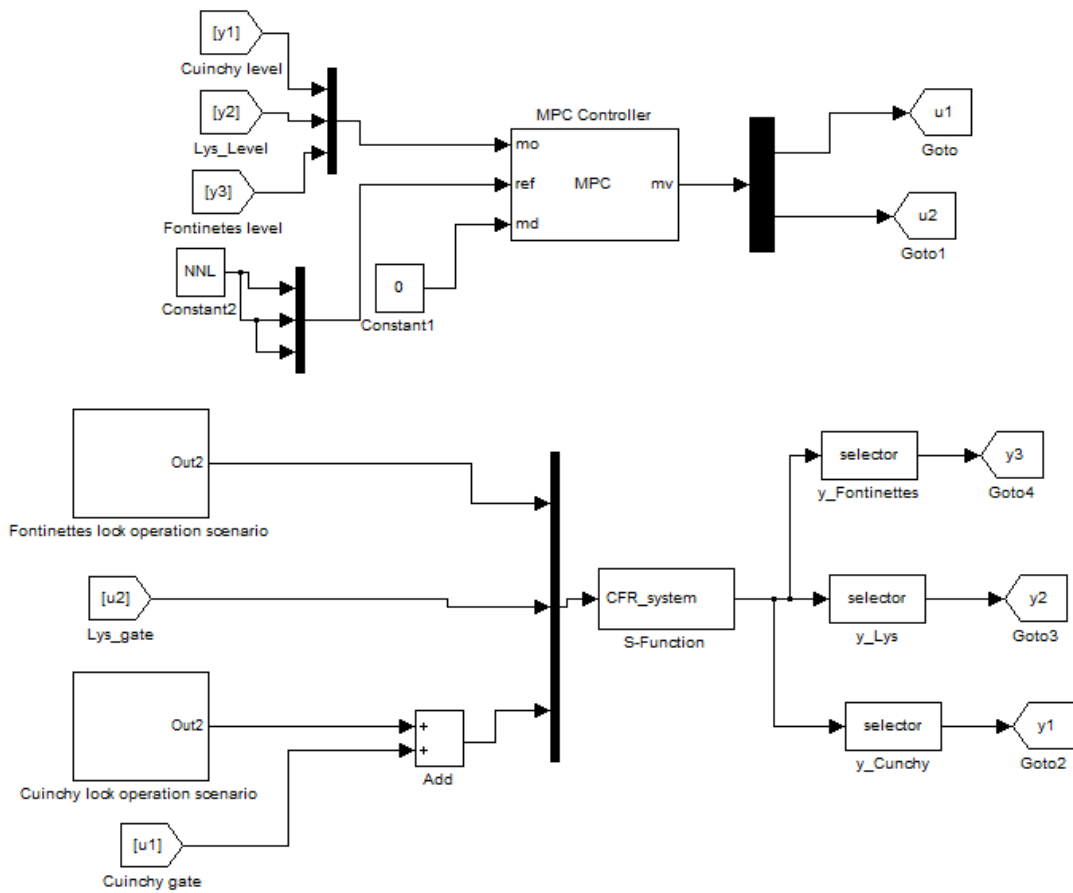 [y1]
Cuinchy level
[y2]
Lys_Level
[y3]
Fontinetes level
NNL
Constant2
0
Constant1
MPC Controller
mo
ref
MPC
mv
md
u1
Goto
u2
Goto1
Out2
Fontinettes lock operation scenario
[u2]
Lys_gate
Out2
Cuinchy lock operation scenario
[u1]
Cuinchy gate
+
+
Add
CFR_system
S-Function
selector
y_Fontinettes
y3
Goto4
selector
y_Lys
y2
Goto3
selector
y_Cunchy
y1
Goto2